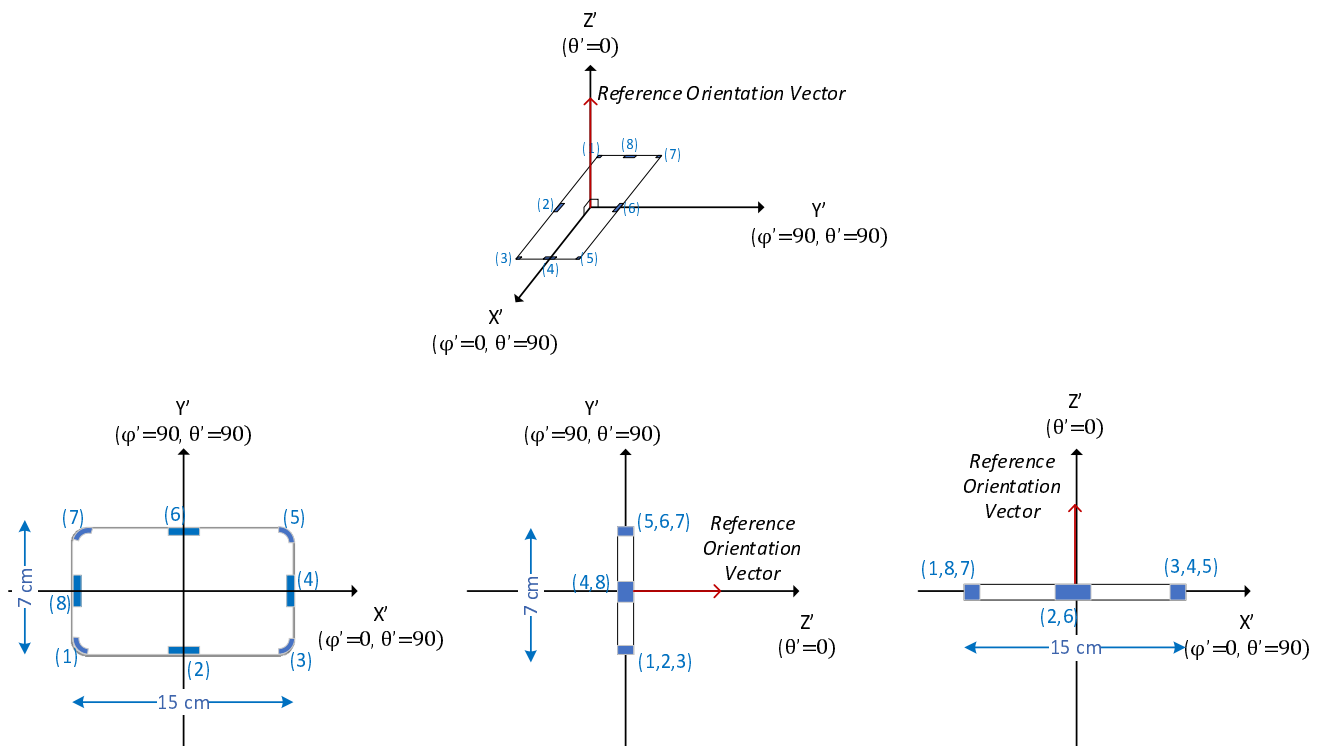 Z'
(θ'=0)
Reference Orientation Vector
(1)
(8)
(7)
(2)
(6)
Y'
(φ'=90, θ'=90)
(3)
(4)
(5)
X'
(φ'=0, θ'=90)
Y'
(φ'=90, θ'=90)
(7)
(6)
(5)
7 cm
(4)
(8)
X'
(φ'=0, θ'=90)
(1)
(2)
(3)
15 cm
Y'
(φ'=90, θ'=90)
(5,6,7)
Reference
Orientation
Vector
7 cm
(4,8)
Z'
(θ'=0)
(1,2,3)
Z'
(θ'=0)
Reference
Orientation
Vector
(1,8,7)
(3,4,5)
(2,6)
X'
(φ'=0, θ'=90)
15 cm